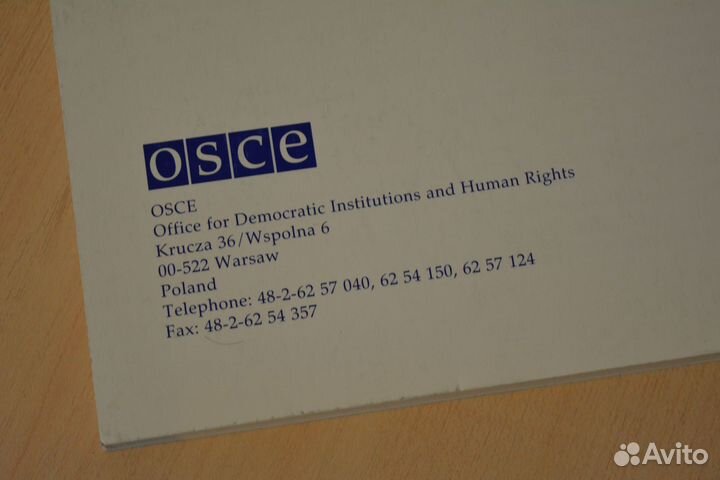 osce
OSCE
Office for Democratic Institutions and Human Rights
Krucza 36/Wspolna 6
00-522 Warsaw
Poland
Telephone: 48-2-62 57 040, 62 54 150, 62 57 124
Fax: 48-2-62 54 357
Avito